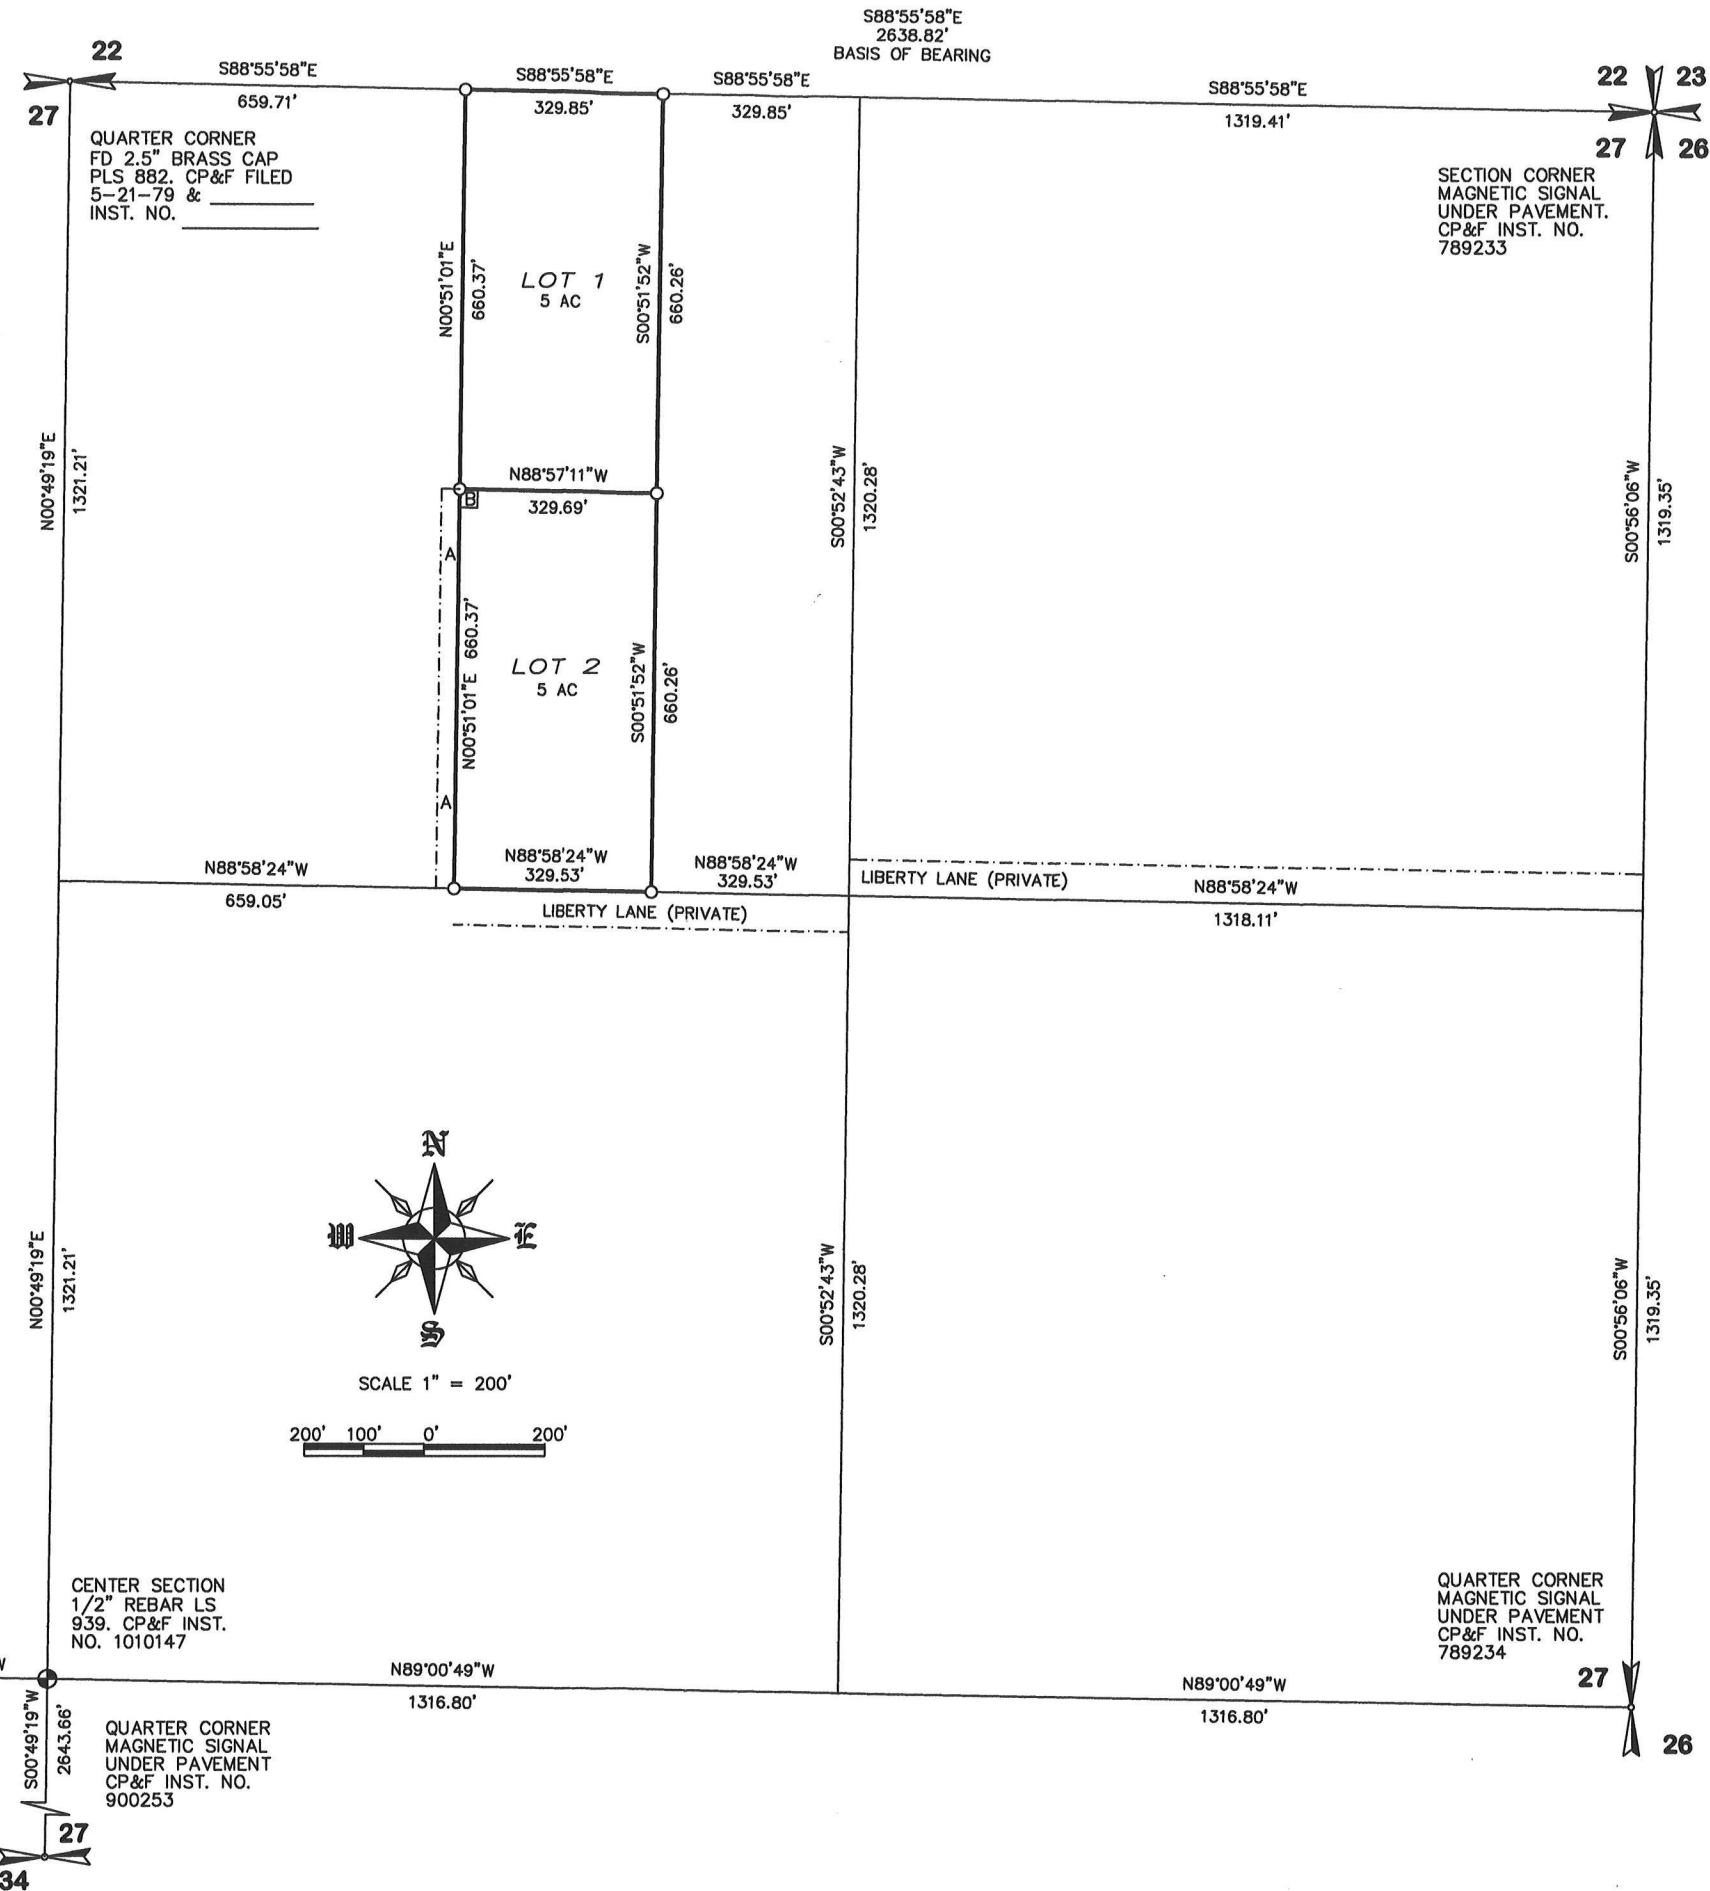 S88°55'58"E
2638.82'
BASIS OF BEARING
22
S88°55'58"E
S88°55'58"E
S88°55'58"E
S88°55'58"E
22 23
27
659.71'
329.85'
329.85'
1319.41'
27 26
QUARTER CORNER
FD 2.5" BRASS CAP
PLS 882. CP&F FILED
5-21-79 &
INST. NO.
SECTION CORNER
MAGNETIC SIGNAL
UNDER PAVEMENT.
CP&F INST. NO.
789233
N00°51'01"E
660.37'
LOT 1
5 AC
S00°51'52"W
660.26'
N00°49'19"E
1321.21'
N88°57'11"W
329.69'
B
A
S00°52'43"W
1320.28'
S00°56'06"W
1319.35'
N00°51'01"E 660.37'
LOT 2
5 AC
S00°51'52"W
660.26'
A
N88°58'24"W
659.05'
N88°58'24"W
329.53'
N88°58'24"W
329.53'
LIBERTY LANE (PRIVATE)
N88°58'24"W
1318.11'
LIBERTY LANE (PRIVATE)
N
W
E
S
SCALE 1" = 200'
200' 100' 0' 200'
N00°49'19"E
1321.21'
S00°52'43"W
1320.28'
S00°56'06"W
1319.35'
CENTER SECTION
1/2" REBAR LS
939. CP&F INST.
NO. 1010147
QUARTER CORNER
MAGNETIC SIGNAL
UNDER PAVEMENT
CP&F INST. NO.
789234
N89°00'49"W
1316.80'
N89°00'49"W
1316.80'
27
26
S00°49'19"W
2643.66'
QUARTER CORNER
MAGNETIC SIGNAL
UNDER PAVEMENT
CP&F INST. NO.
900253
27
34